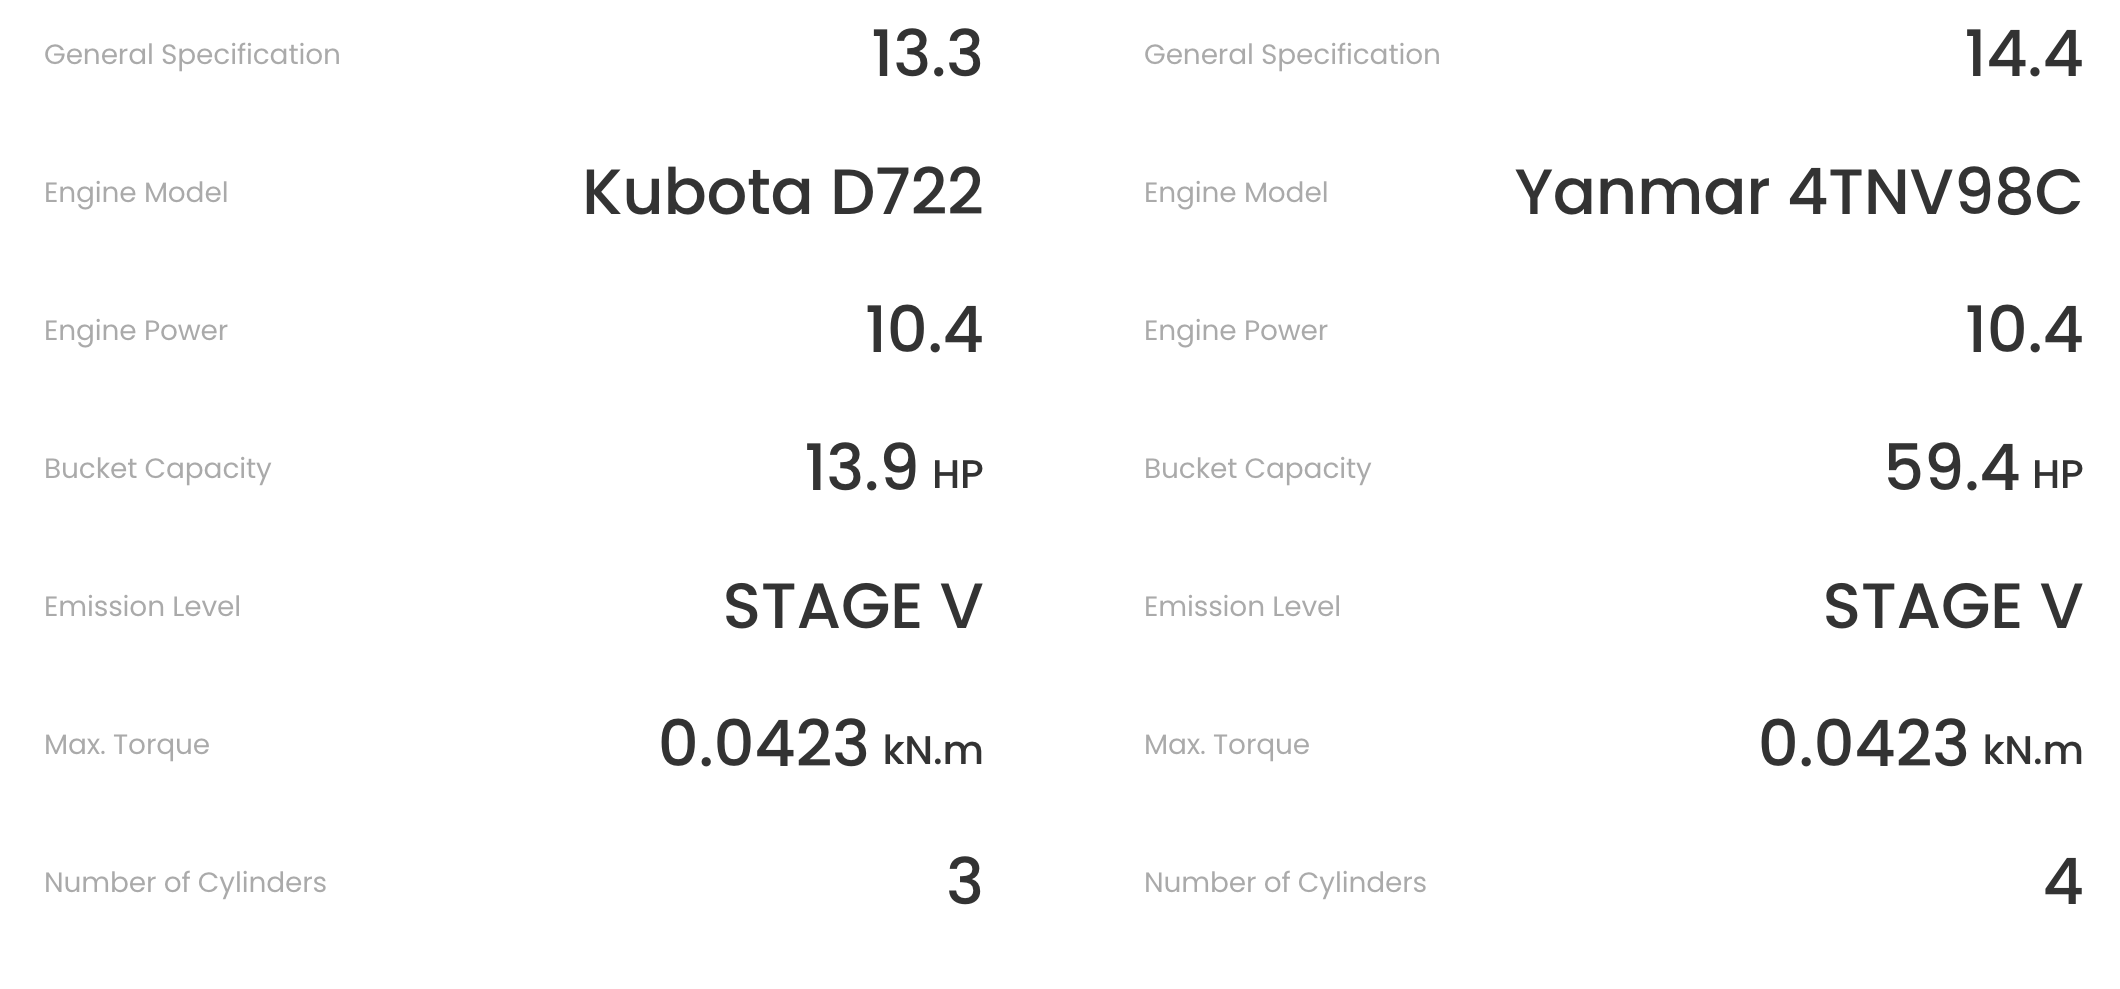 General Specification 13.3
Engine Model Kubota D722
Engine Power 10.4
Bucket Capacity 13.9 HP
Emission Level STAGE V
Max. Torque 0.0423 kN.m
Number of Cylinders 3
General Specification 14.4
Engine Model Yanmar 4TNV98C
Engine Power 10.4
Bucket Capacity 59.4 HP
Emission Level STAGE V
Max. Torque 0.0423 kN.m
Number of Cylinders 4